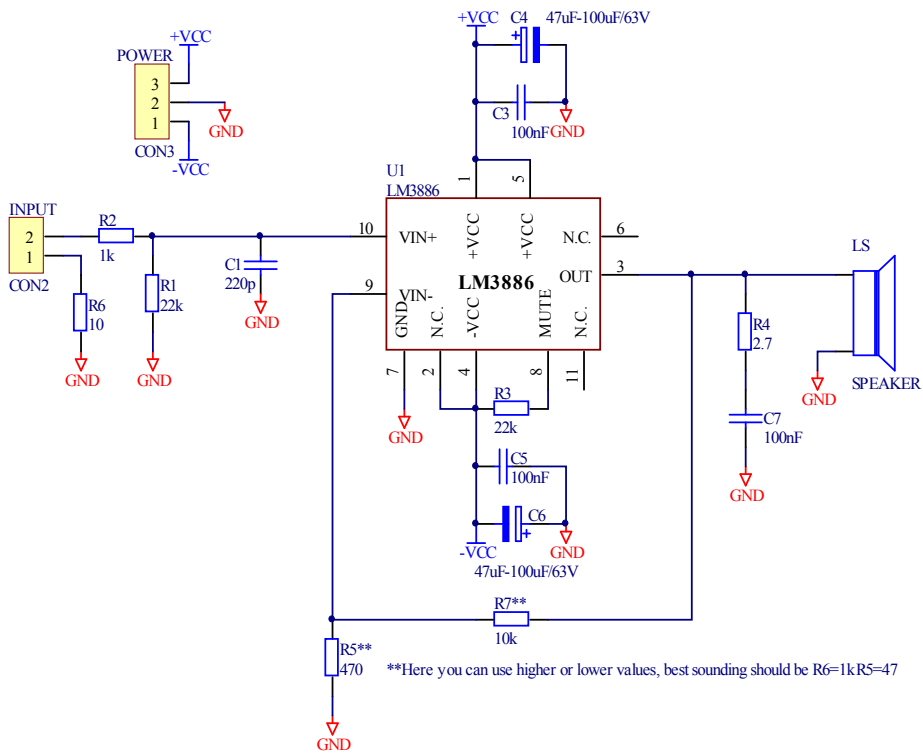 +VCC
POWER
3
2
1
GND
CON3
-VCC
+VCC
C4
47uF-100uF/63V
+
C3
100nF
GND
U1
LM3886
1
5
10
VIN+
+VCC
+VCC
N.C.
6
LM3886
OUT
3
9
VIN-
GND
N.C.
-VCC
MUTE
N.C.
7
2
4
8
11
INPUT
2
1
CON2
R2
1k
R1
22k
C1
220p
GND
R6
10
GND
GND
GND
R3
22k
C5
100nF
C6
+
GND
-VCC
47uF-100uF/63V
LS
SPEAKER
GND
R4
2.7
C7
100nF
GND
R7**
10k
R5**
470
**Here you can use higher or lower values, best sounding should be R6=1kR5=47
GND